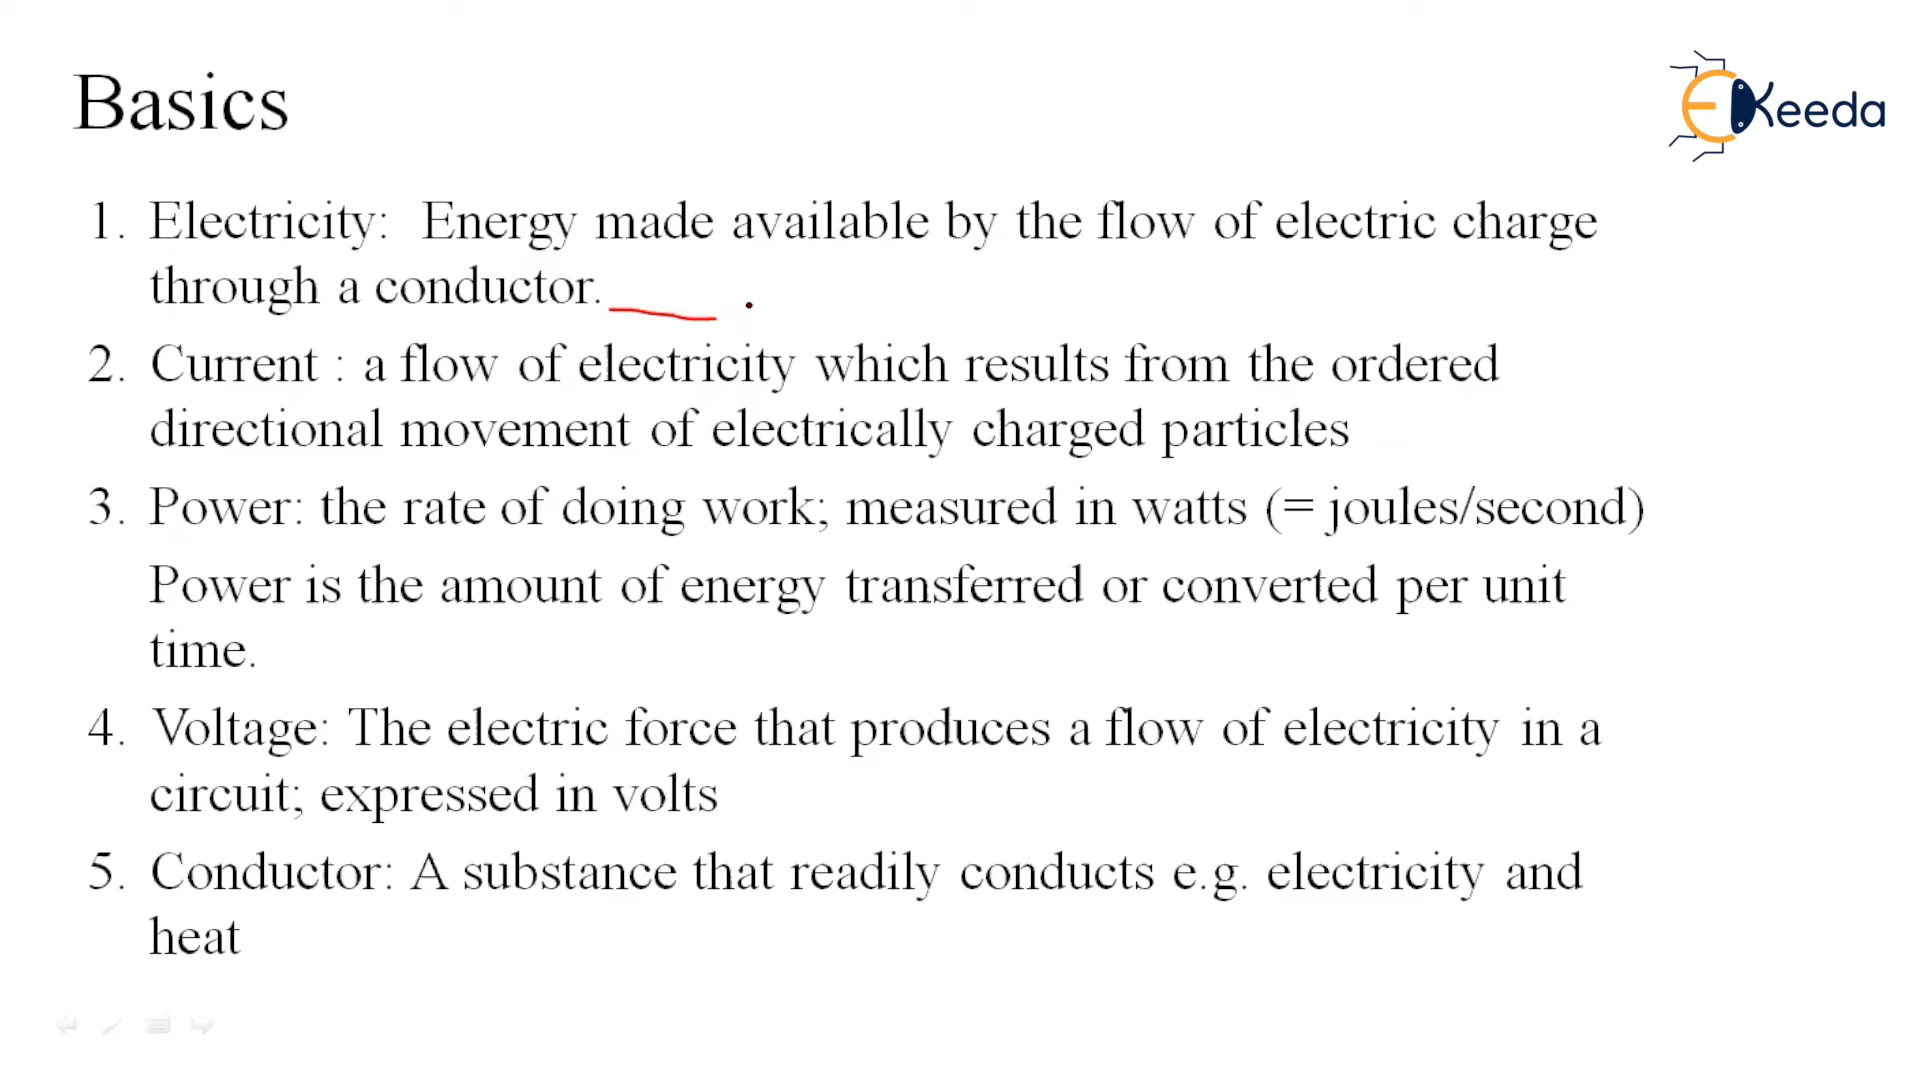 Basics
EKeeda
1. Electricity: Energy made available by the flow of electric charge
through a conductor.
2. Current : a flow of electricity which results from the ordered
directional movement of electrically charged particles
3. Power: the rate of doing work; measured in watts (= joules/second)
Power is the amount of energy transferred or converted per unit
time.
4. Voltage: The electric force that produces a flow of electricity in a
circuit; expressed in volts
5. Conductor: A substance that readily conducts e.g. electricity and
heat